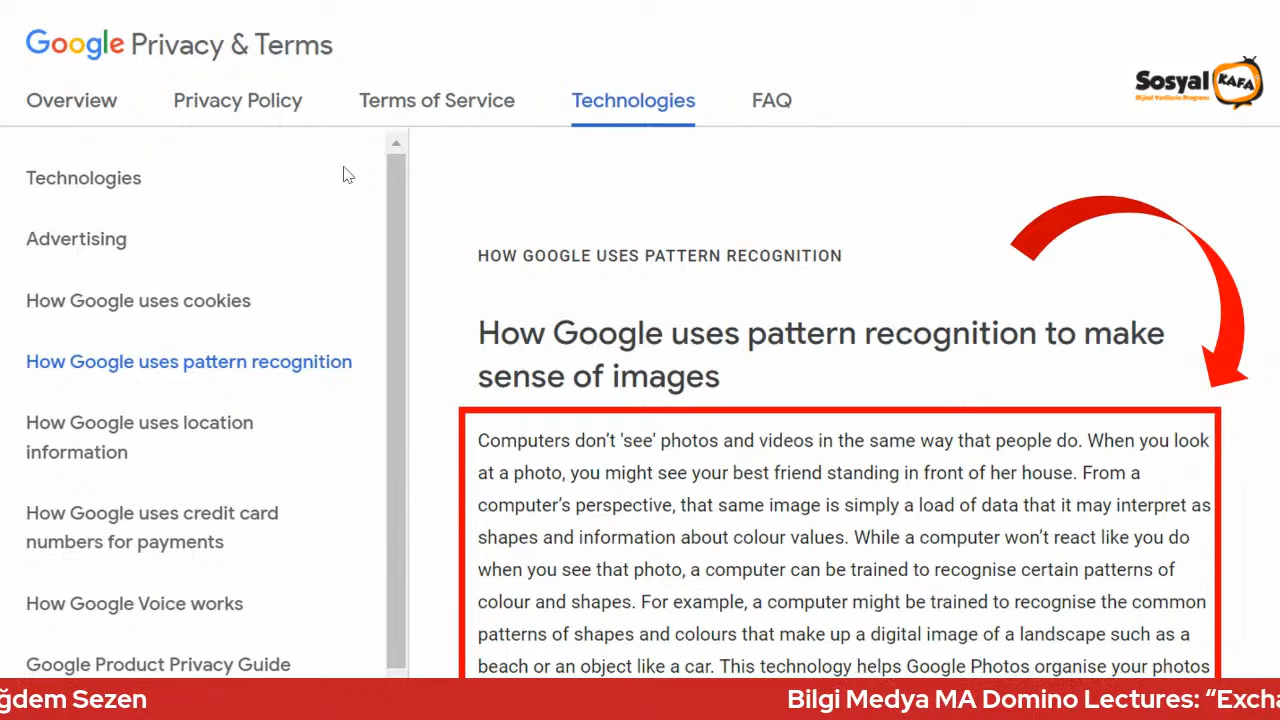 Google Privacy & Terms
Overview Privacy Policy Terms of Service Technologies FAQ
Sosyal KAFA
Technologies
Advertising
How Google uses cookies
How Google uses pattern recognition
How Google uses location
information
How Google uses credit card
numbers for payments
How Google Voice works
Google Product Privacy Guide
HOW GOOGLE USES PATTERN RECOGNITION
How Google uses pattern recognition to make
sense of images
Computers don’t 'see' photos and videos in the same way that people do. When you look
at a photo, you might see your best friend standing in front of her house. From a
computer’s perspective, that same image is simply a load of data that it may interpret as
shapes and information about colour values. While a computer won’t react like you do
when you see that photo, a computer can be trained to recognise certain patterns of
colour and shapes. For example, a computer might be trained to recognise the common
patterns of shapes and colours that make up a digital image of a landscape such as a
beach or an object like a car. This technology helps Google Photos organise your photos
ğdem Sezen Bilgi Medya MA Domino Lectures: “Excha